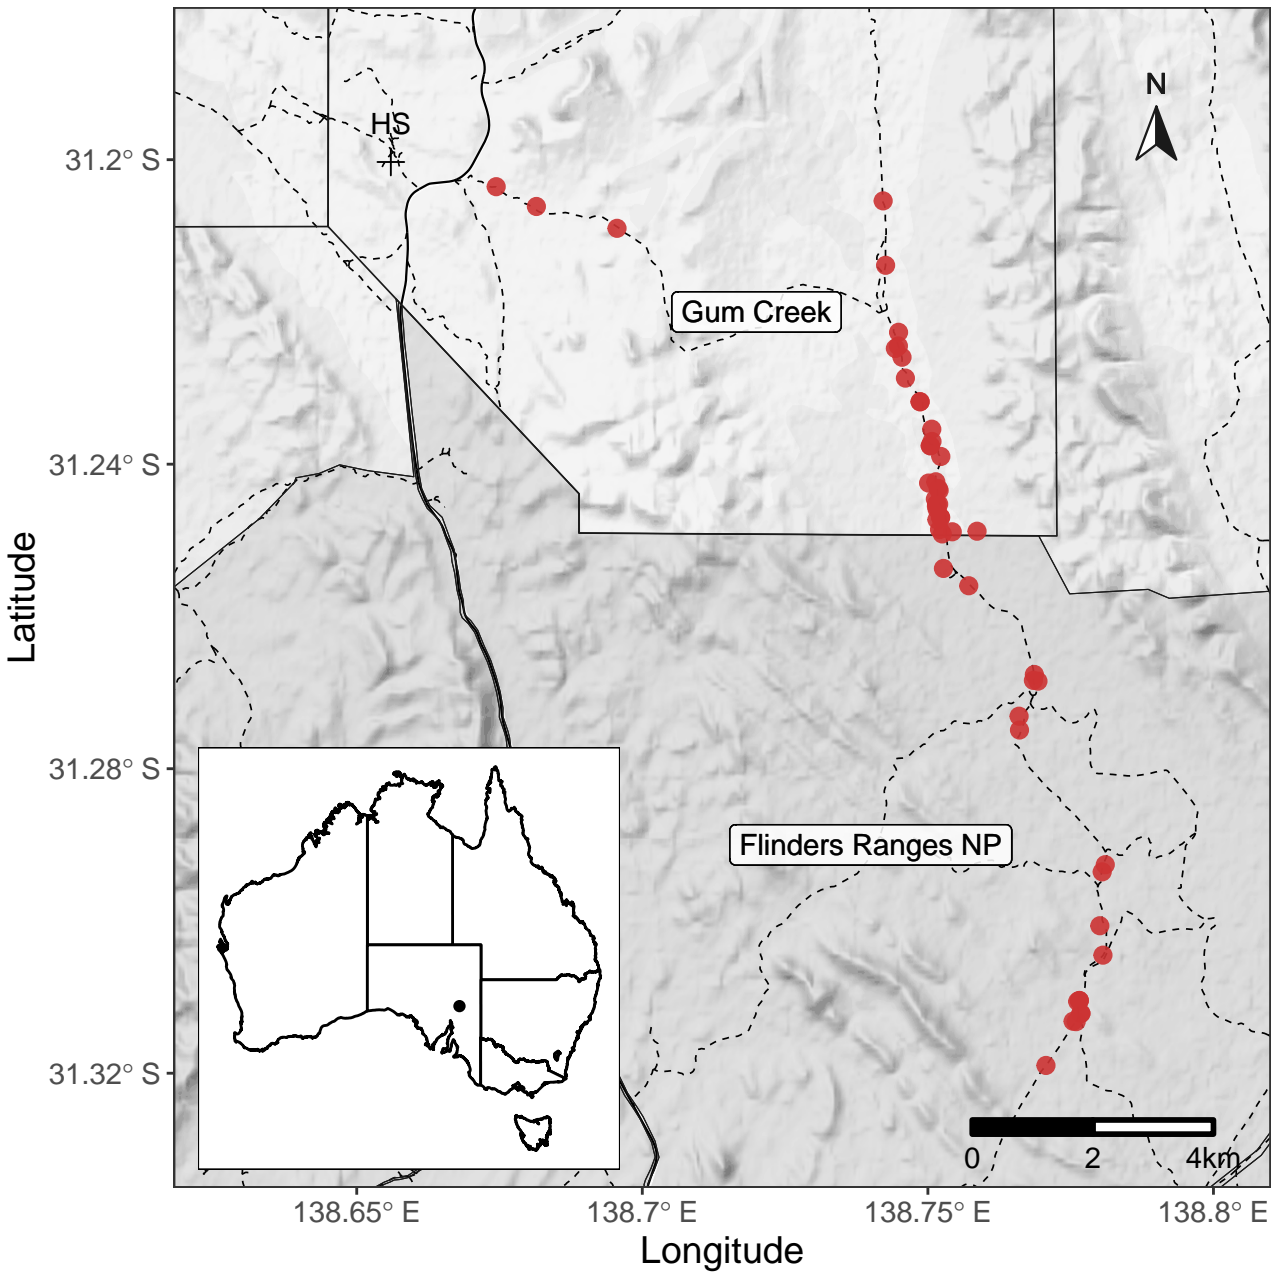 N
HS
31.2° S
Gum Creek
31.24° S
Latitude
31.28° S
Flinders Ranges NP
31.32° S
0 2 4km
138.65° E 138.7° E 138.75° E 138.8° E
Longitude